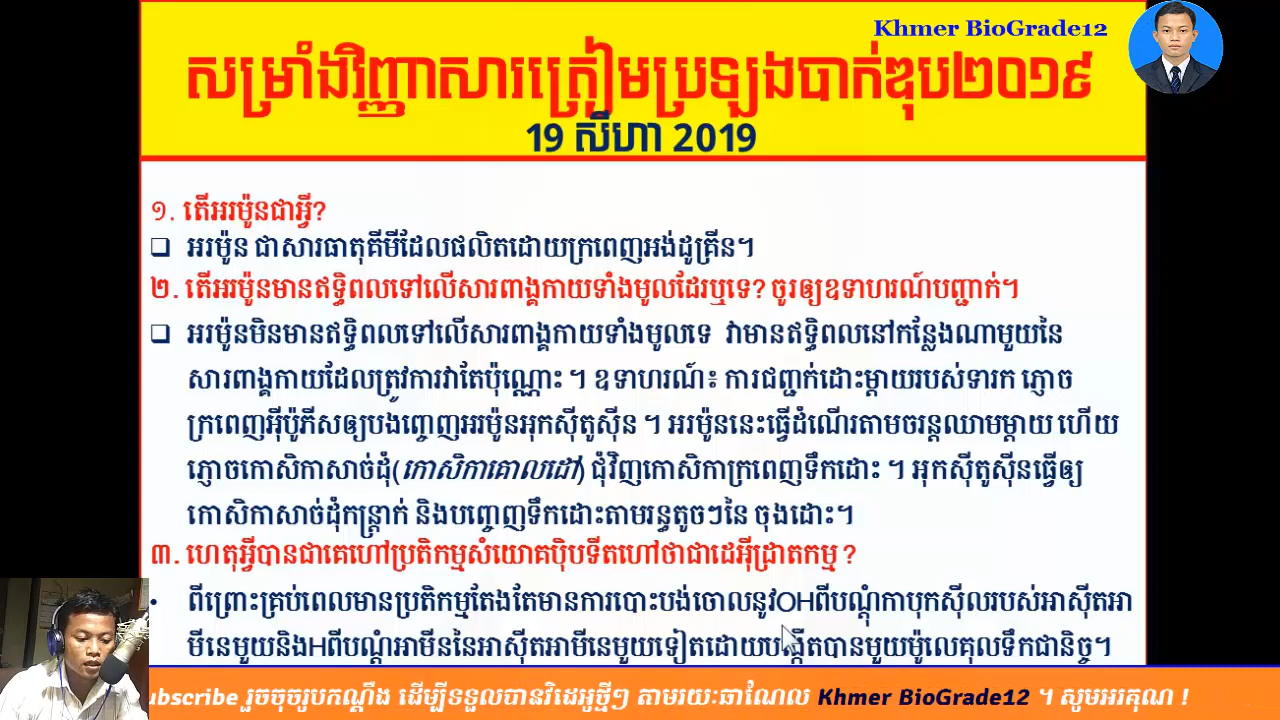 Khmer BioGrade12
សម្រាំងវិញ្ញាសារត្រៀមប្រឡងបាក់ឌុប២០១៩
19 សីហា 2019
១. តើអរម៉ូនជាអ្វី?
❑ អរម៉ូន ជាសារធាតុគីមីដែលផលិតដោយក្រពេញអង់ដូគ្រីន។
២. តើអរម៉ូនមានឥទ្ធិពលទៅលើសារពាង្គកាយទាំងមូលដែរឬទេ? ចូរឲ្យឧទាហរណ៍បញ្ជាក់។
❑ អរម៉ូនមិនមានឥទ្ធិពលទៅលើសារពាង្គកាយទាំងមូលទេ វាមានឥទ្ធិពលនៅកន្លែងណាមួយនៃ
សារពាង្គកាយដែលត្រូវការវាតែប៉ុណ្ណោះ ។ ឧទាហរណ៍៖ ការជញ្ជក់ដោះម្តាយរបស់ទារក ភ្ញោច
ក្រពេញអ៊ីប៉ូភីសឲ្យបងញ្ចេញអរម៉ូនអុកស៊ីតូស៊ីន ។ អរម៉ូននេះធ្វើដំណើរតាមចរន្តឈាមម្តាយ ហើយ
ភ្ញោចកោសិកាសាច់ដុំ(កោសិកាគោលដៅ) ជុំវិញកោសិកាក្រពេញទឹកដោះ ។ អុកស៊ីតូស៊ីនធ្វើឲ្យ
កោសិកាសាច់ដុំកន្ត្រាក់ និងបញ្ចេញទឹកដោះតាមរន្ធតូចៗនៃ ចុងដោះ។
៣. ហេតុអ្វីបានជាគេហៅប្រតិកម្មសំយោគប៉ិបទីតហៅថាជាដេអ៊ីដ្រាតកម្ម ?
• ពីព្រោះគ្រប់ពេលមានប្រតិកម្មតែងតែមានការបោះបង់ចោលនូវOHពីបណ្តុំកាបុកស៊ីលរបស់អាស៊ីតអា
មីនេមួយនិងHពីបណ្តុំអាមីននៃអាស៊ីតអាមីនេមួយទៀតដោយបង្កើតបានមួយម៉ូលេគុលទឹកជានិច្ច។
ubscribe រួចចុចរូបកណ្តឹង ដើម្បីទទួលបានវិដេអូថ្មីៗ តាមរយៈឆាណែល Khmer BioGrade12 ។ សូមអរគុណ !